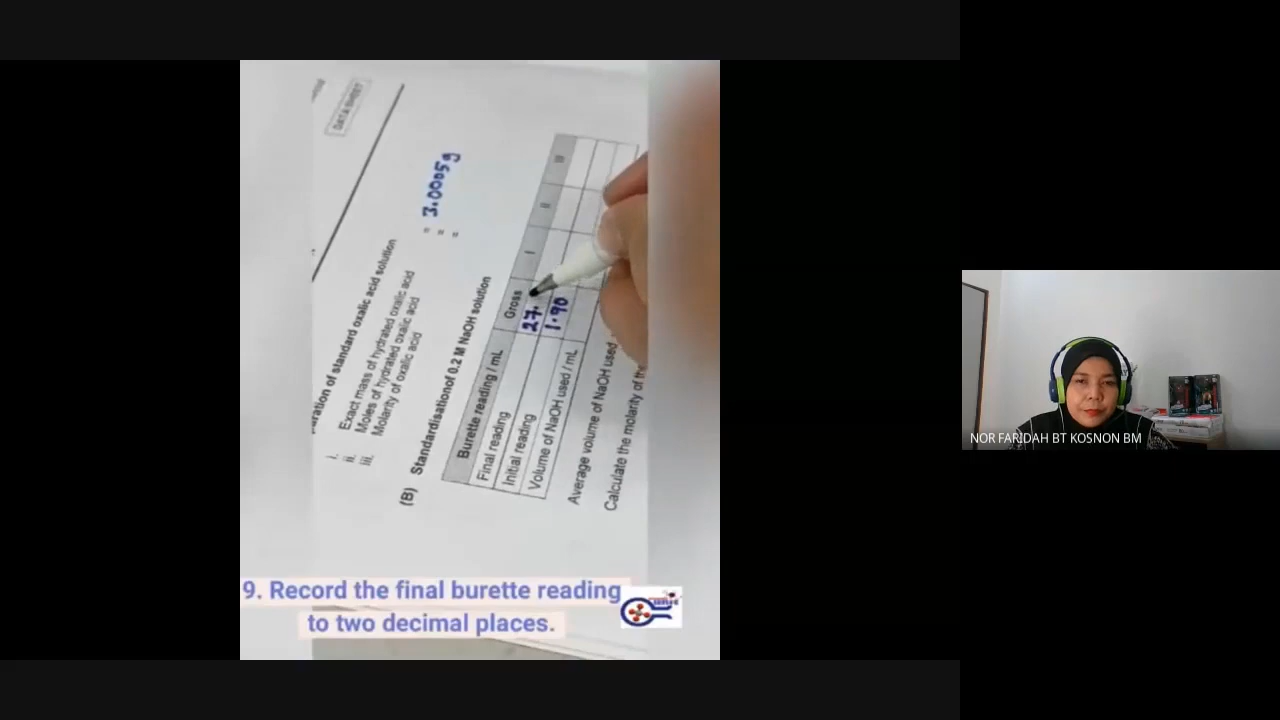 DATA SHEET
aration of standard oxalic acid solution
i. Exact mass of hydrated oxalic acid = 3.0005g
ii. Moles of hydrated oxalic acid =
iii. Molarity of oxalic acid =
(B) Standardisationof 0.2 M NaOH solution
Burette reading / mL Gross I II III
Final reading 27.
Initial reading 1.90
Volume of NaOH used / mL
Average volume of NaOH used
Calculate the molarity of the
9. Record the final burette reading
to two decimal places.
NOR FARIDAH BT KOSNON BM